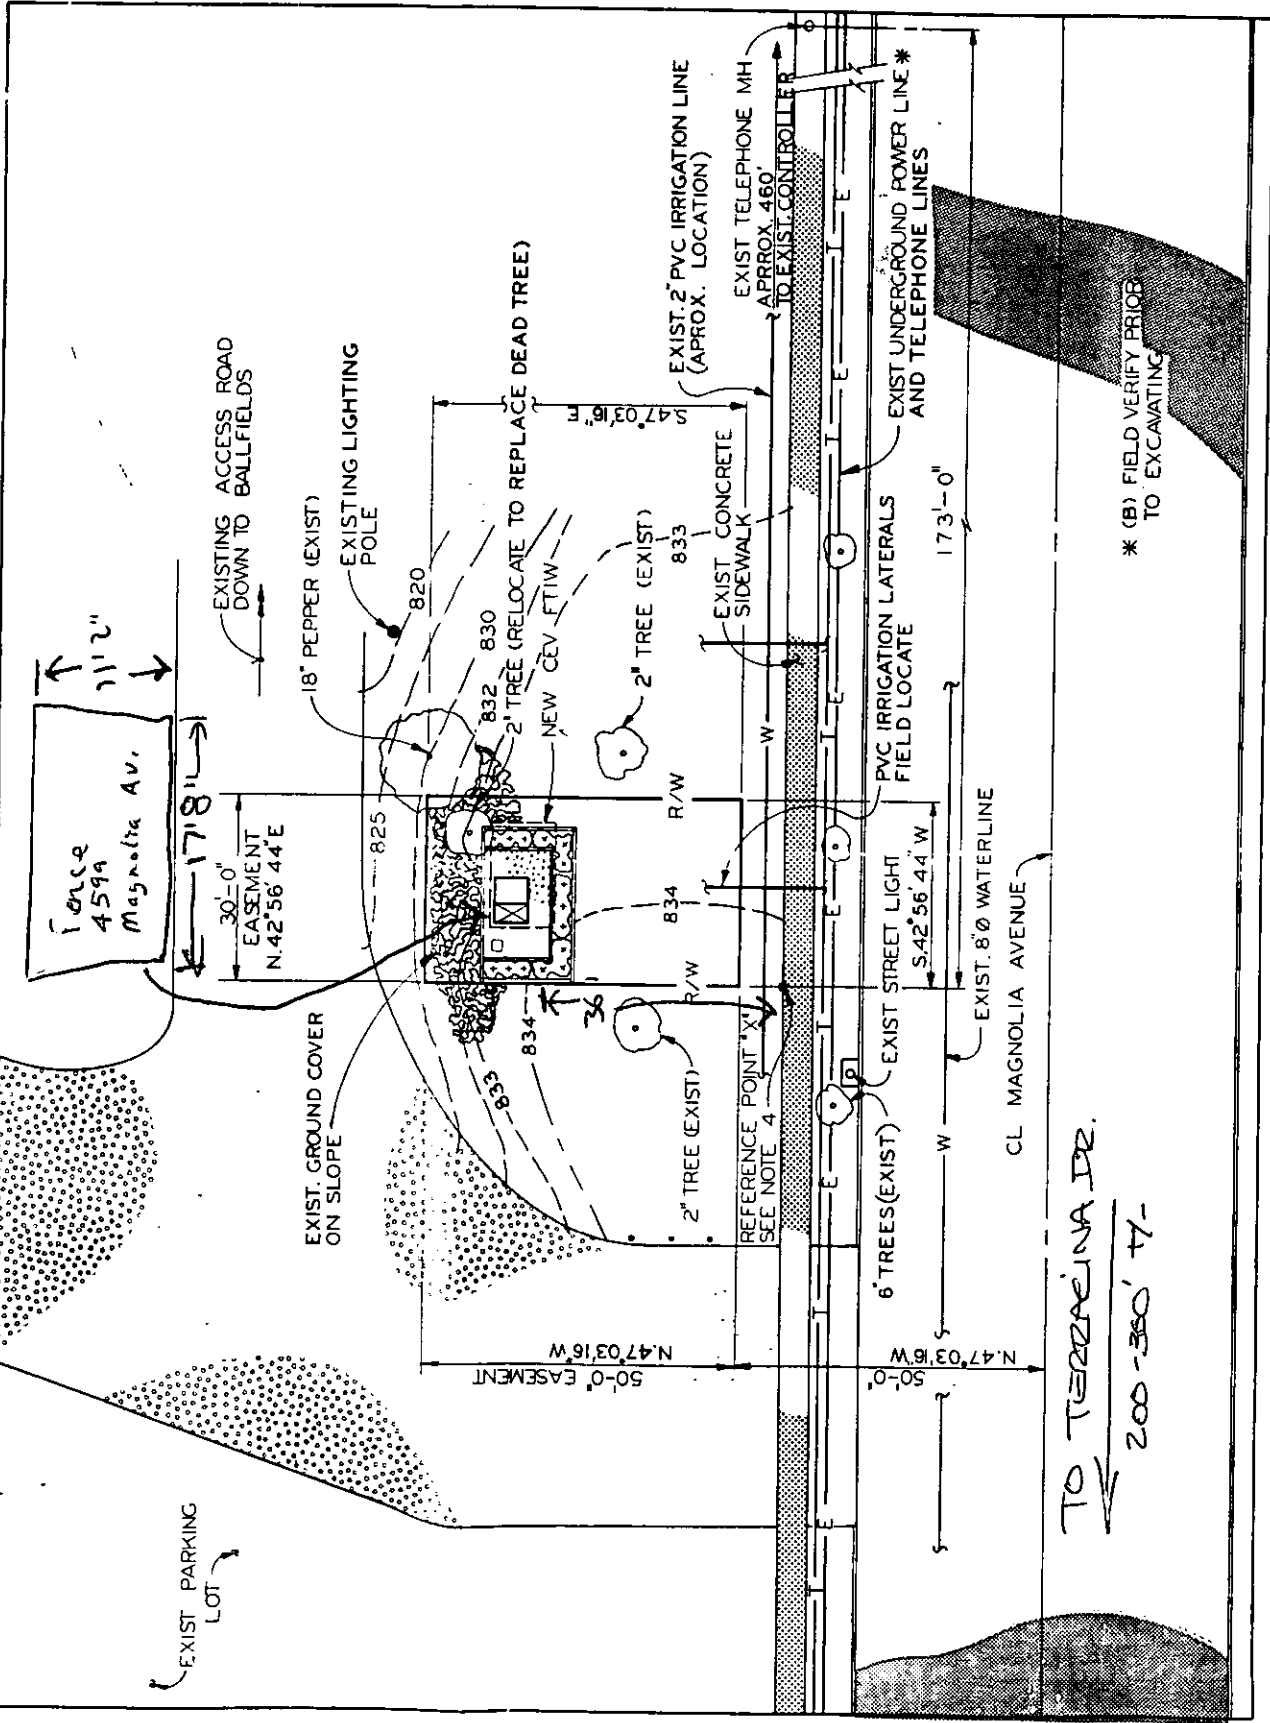 Fence
4599
Magnolia Av.
11'2"
17'8"
30'-0"
EASEMENT
N.42°56'44"E
EXISTING ACCESS ROAD
DOWN TO BALLFIELDS
18" PEPPER (EXIST)
EXISTING LIGHTING
POLE
820
825
830
832
2" TREE (RELOCATE TO REPLACE DEAD TREE)
NEW CEV FTIW
2" TREE (EXIST)
833
S.47°03'16"E
EXIST. 2" PVC IRRIGATION LINE
(APROX. LOCATION)
EXIST TELEPHONE MH
APRROX. 460'
TO EXIST. CONTROLLER
EXIST CONCRETE
SIDEWALK
W
R/W
R/W
834
834
833
36
EXIST. GROUND COVER
ON SLOPE
2" TREE (EXIST)
REFERENCE POINT "X"
SEE NOTE 4
EXIST PARKING
LOT
50'-0" EASEMENT
N.47°03'16"W
50'-0"
N.47°03'16"W
T E T E T E T E T E
EXIST UNDERGROUND POWER LINE *
AND TELEPHONE LINES
PVC IRRIGATION LATERALS
FIELD LOCATE
173'-0"
S.42°56'44"W
EXIST STREET LIGHT
6" TREES (EXIST)
W
EXIST. 8"Ø WATERLINE
CL MAGNOLIA AVENUE
* (B) FIELD VERIFY PRIOR
TO EXCAVATING
TO TERRACINA DR.
200-300' +/-